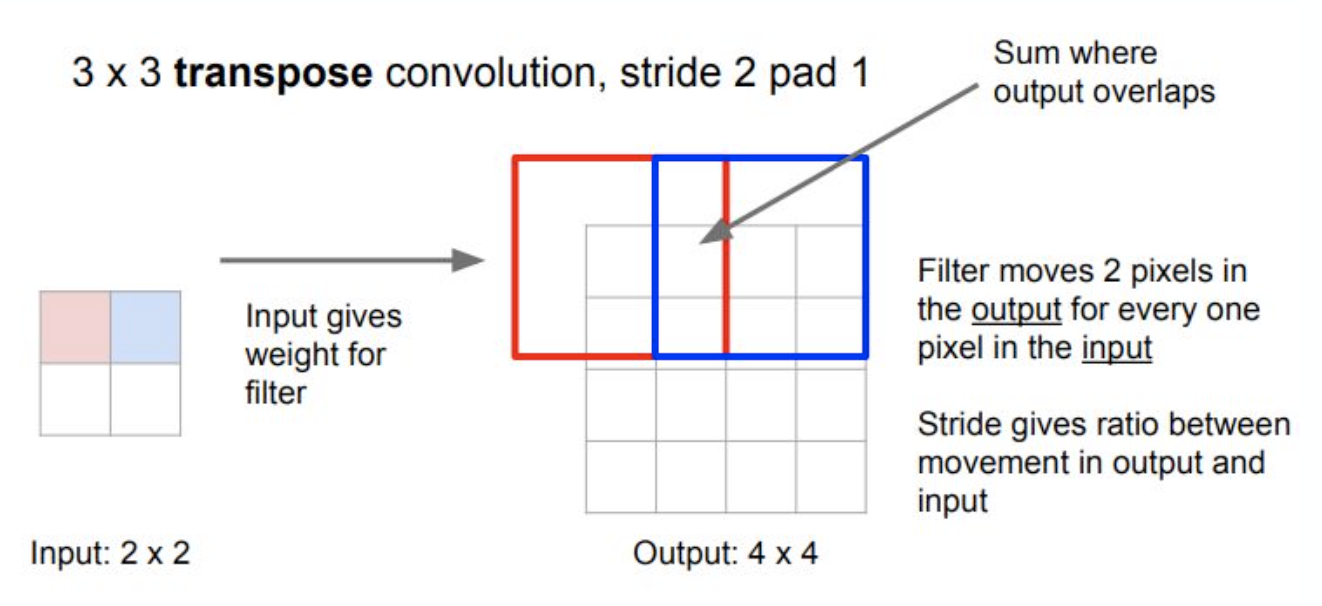 3 x 3 transpose convolution, stride 2 pad 1
Sum where
output overlaps
Input gives
weight for
filter
Filter moves 2 pixels in
the output for every one
pixel in the input
Stride gives ratio between
movement in output and
input
Input: 2 x 2
Output: 4 x 4